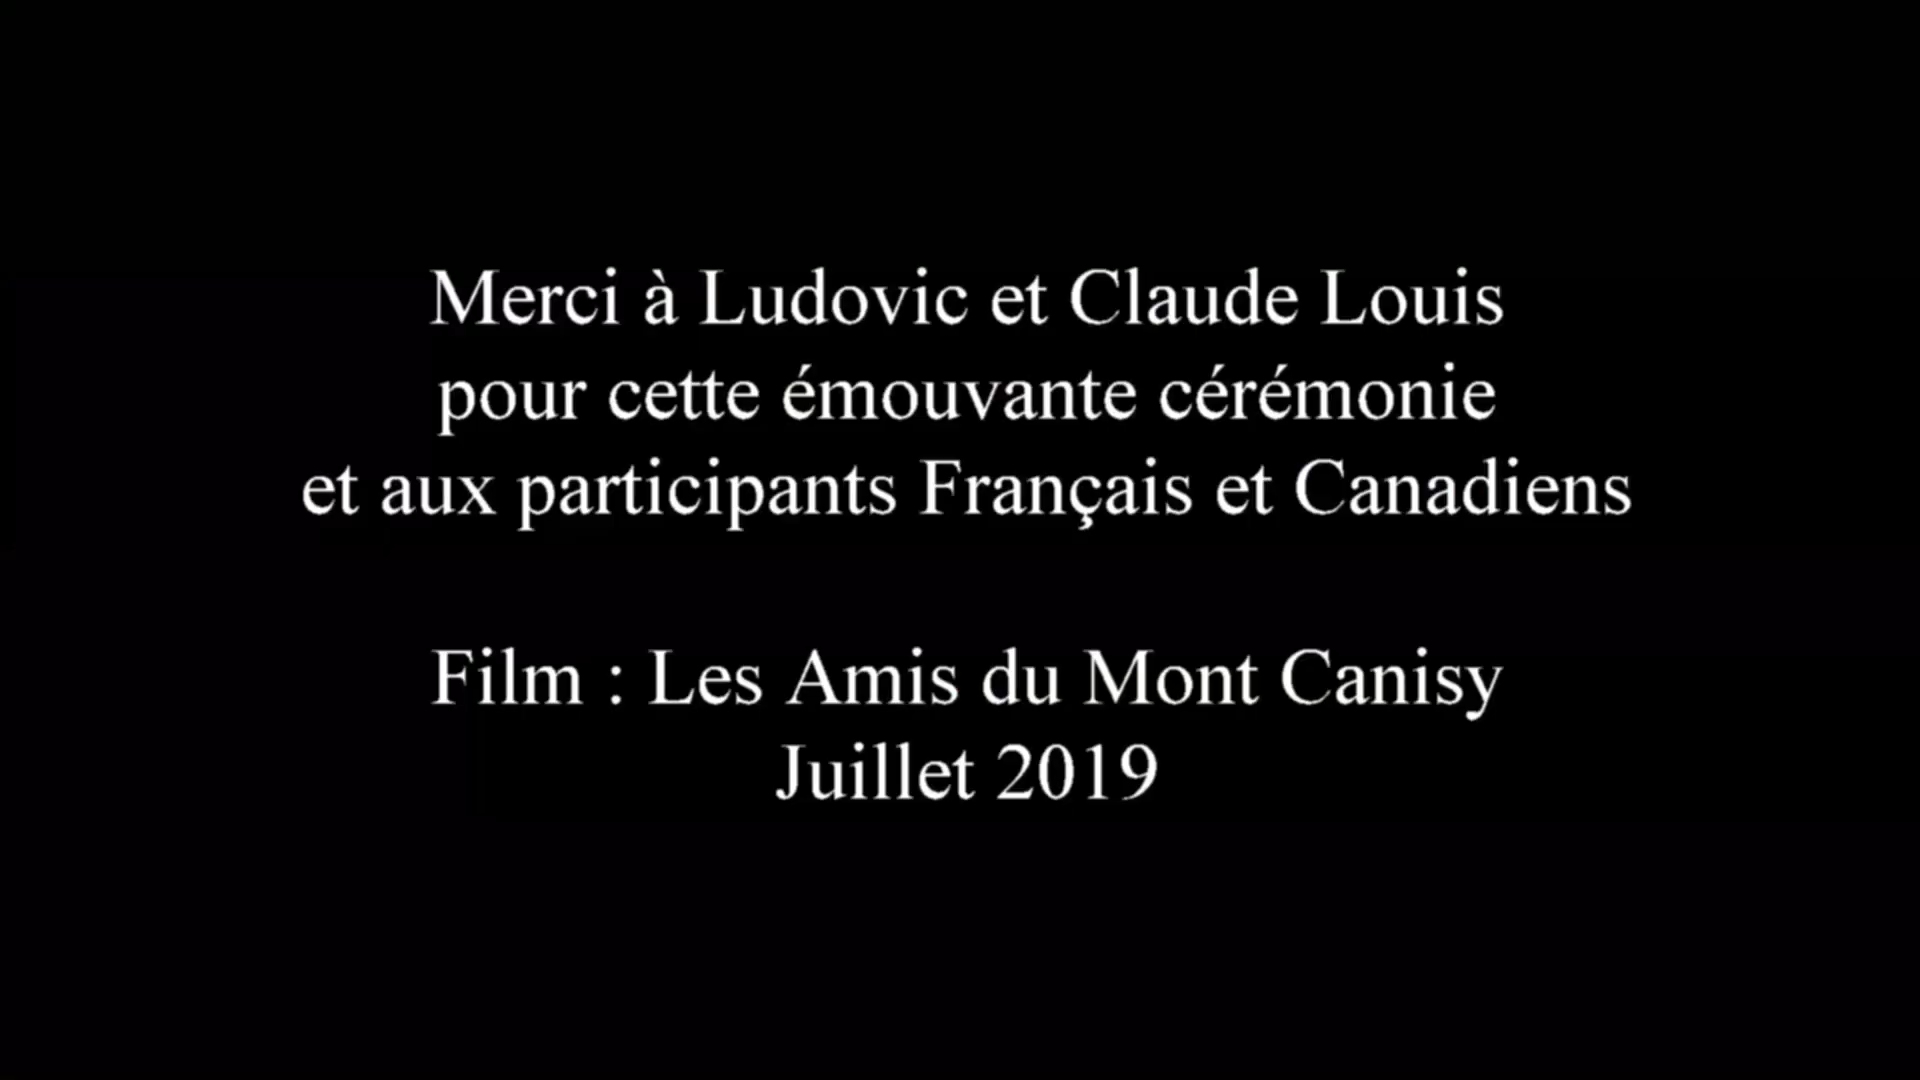 Merci à Ludovic et Claude Louis
pour cette émouvante cérémonie
et aux participants Français et Canadiens
Film : Les Amis du Mont Canisy
Juillet 2019